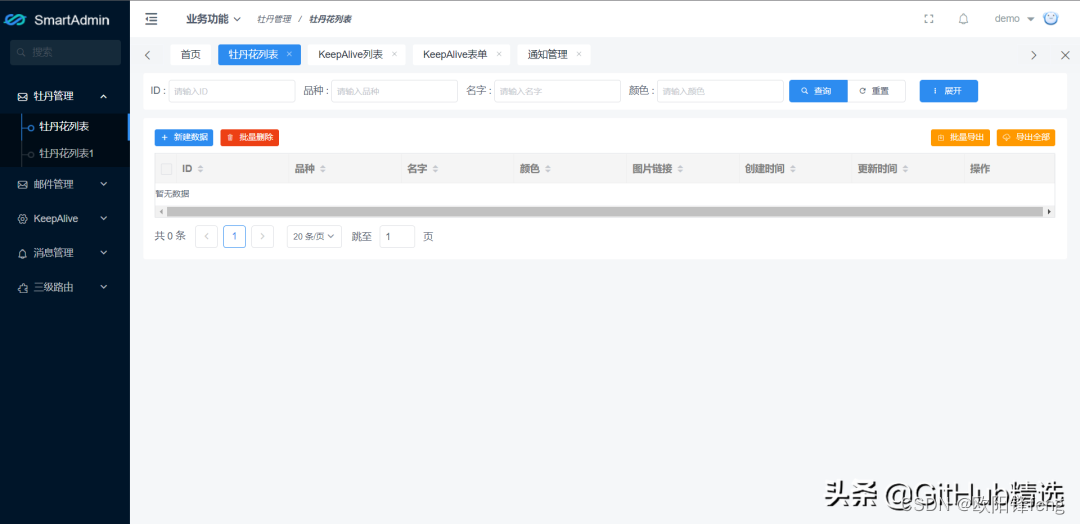 SmartAdmin
搜索
牡丹管理
牡丹花列表
牡丹花列表1
邮件管理
KeepAlive
消息管理
三级路由
业务功能
牡丹管理 / 牡丹花列表
demo
首页 牡丹花列表 × KeepAlive列表 × KeepAlive表单 × 通知管理 ×
ID : 请输入ID 品种 : 请输入品种 名字 : 请输入名字 颜色 : 请输入颜色 查询 重置 展开
+ 新建数据 批量删除 批量导出 导出全部
ID 品种 名字 颜色 图片链接 创建时间 更新时间 操作
暂无数据
共 0 条 < 1 > 20 条/页 跳至 1 页
头条 @GitHub精选
CSDN @欧阳锋feng